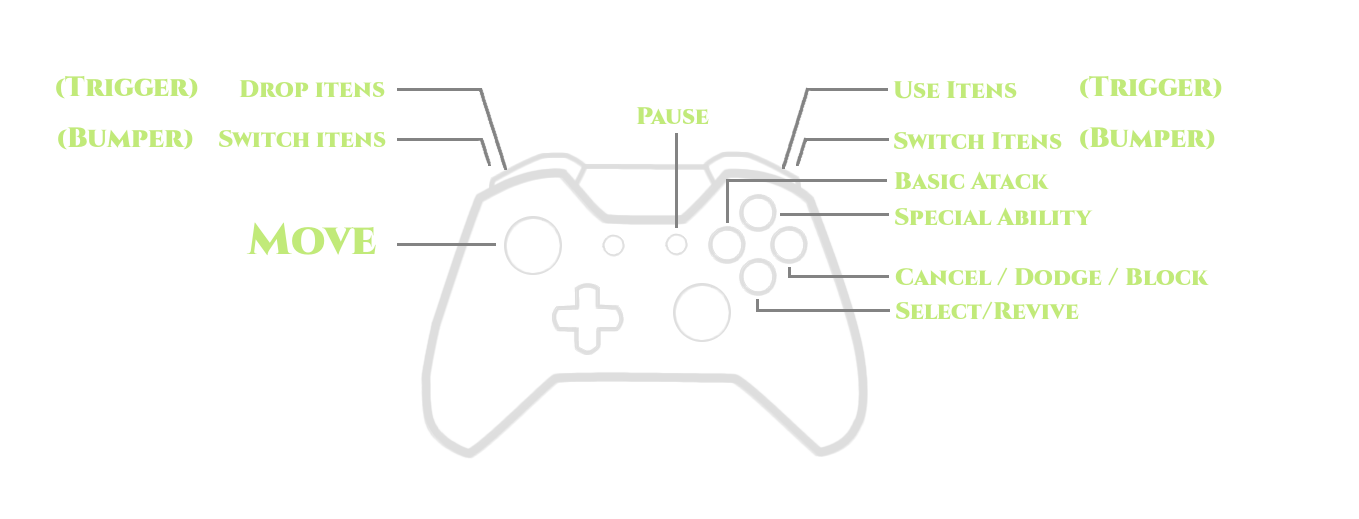 (Trigger) Drop itens
(Bumper) Switch itens
Move
Pause
Use Itens (Trigger)
Switch Itens (Bumper)
Basic Atack
Special Ability
Cancel / Dodge / Block
Select/Revive